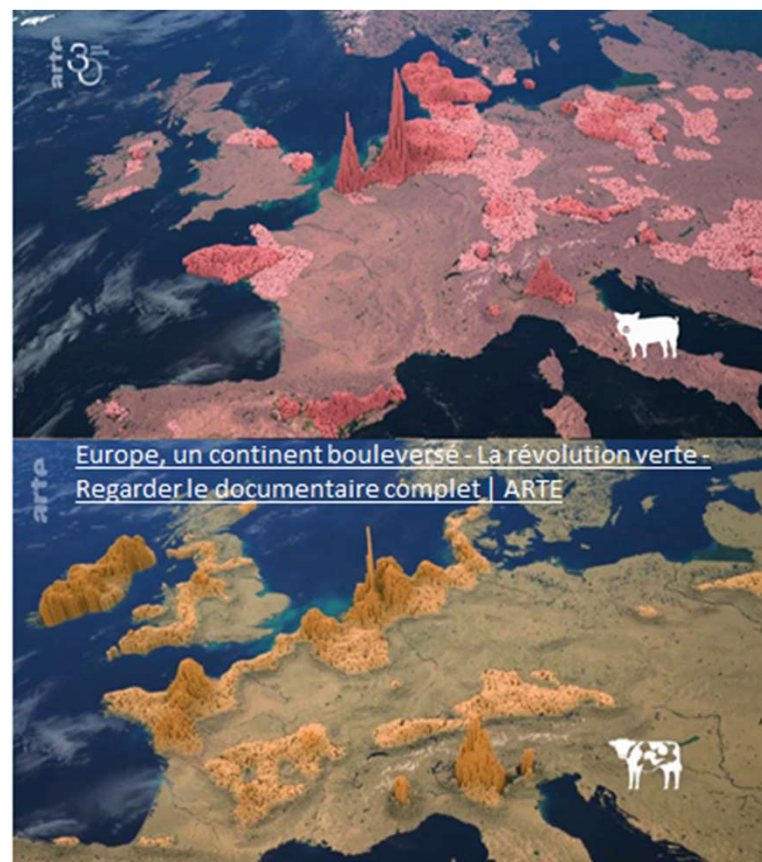 arte
Europe, un continent bouleversé - La révolution verte -
Regarder le documentaire complet | ARTE
arte